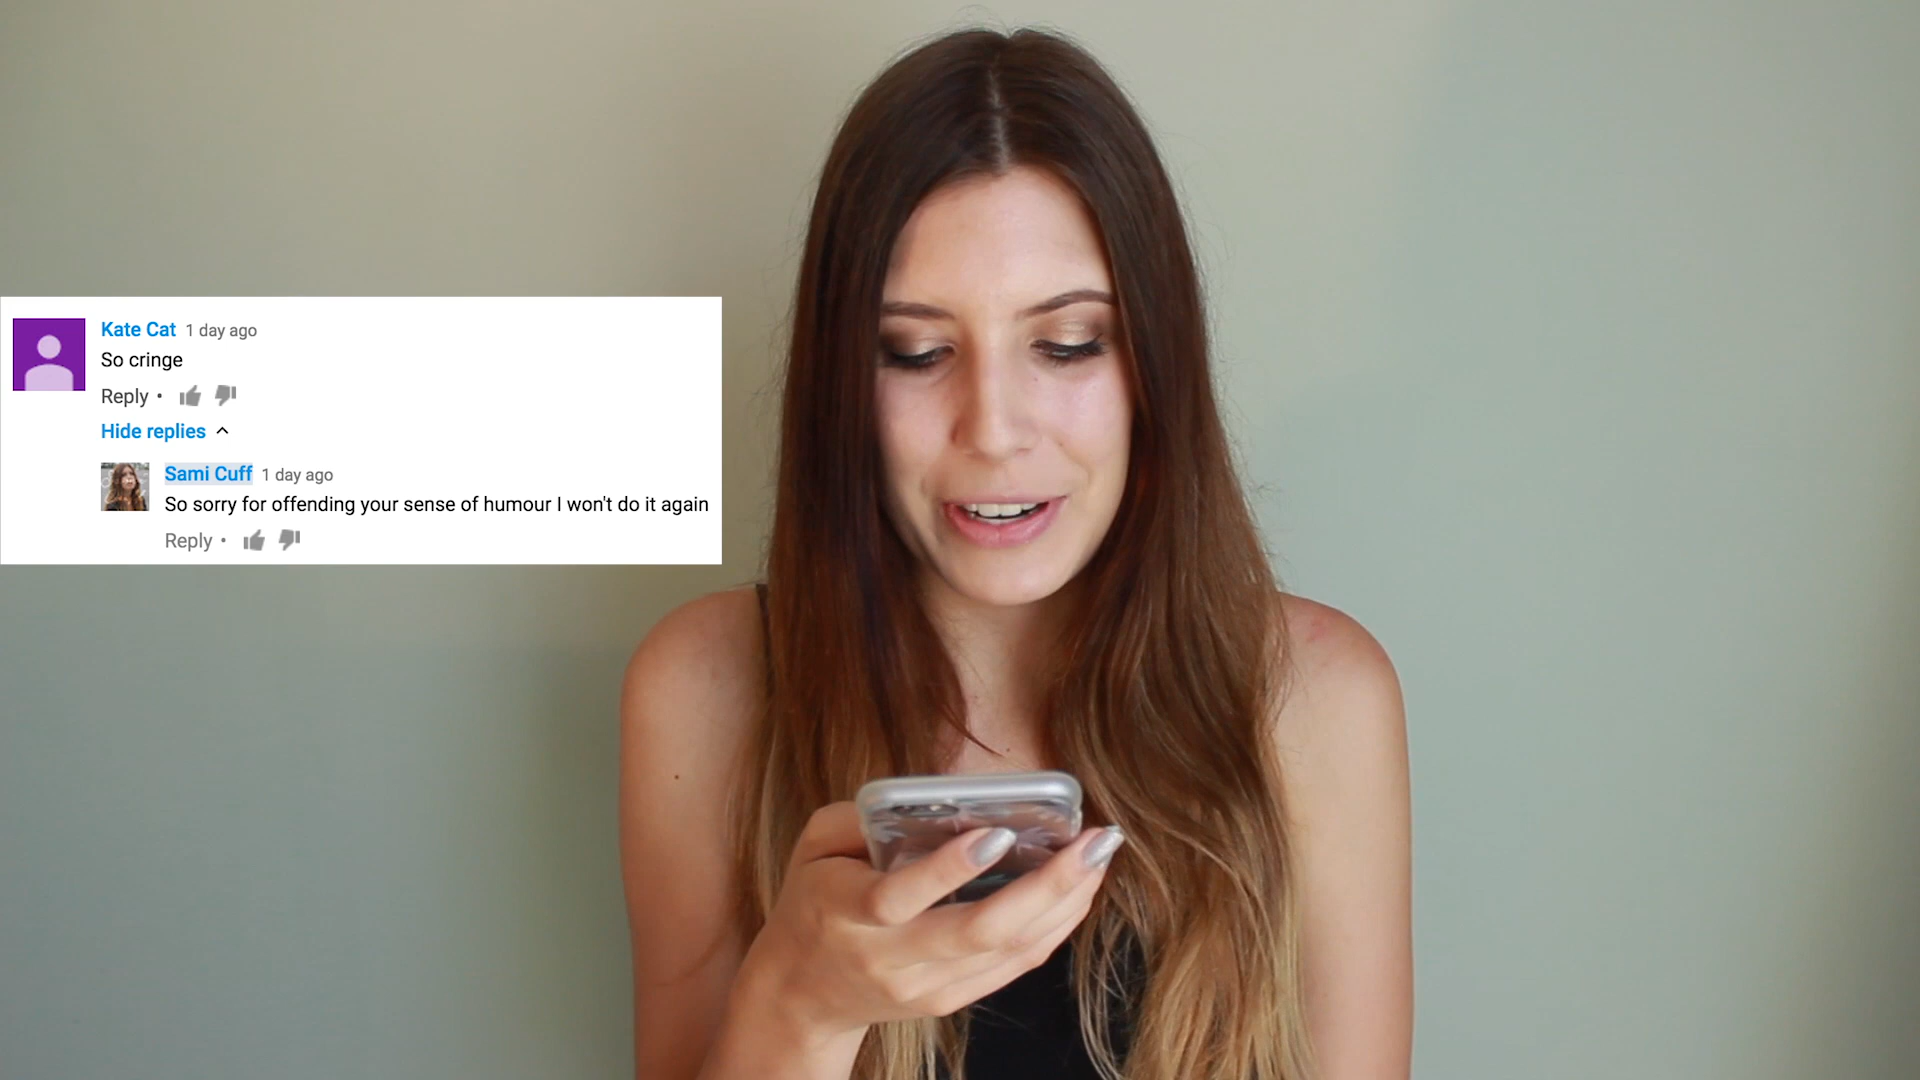 Kate Cat 1 day ago
So cringe
Reply •
Hide replies
Sami Cuff 1 day ago
So sorry for offending your sense of humour I won't do it again
Reply •